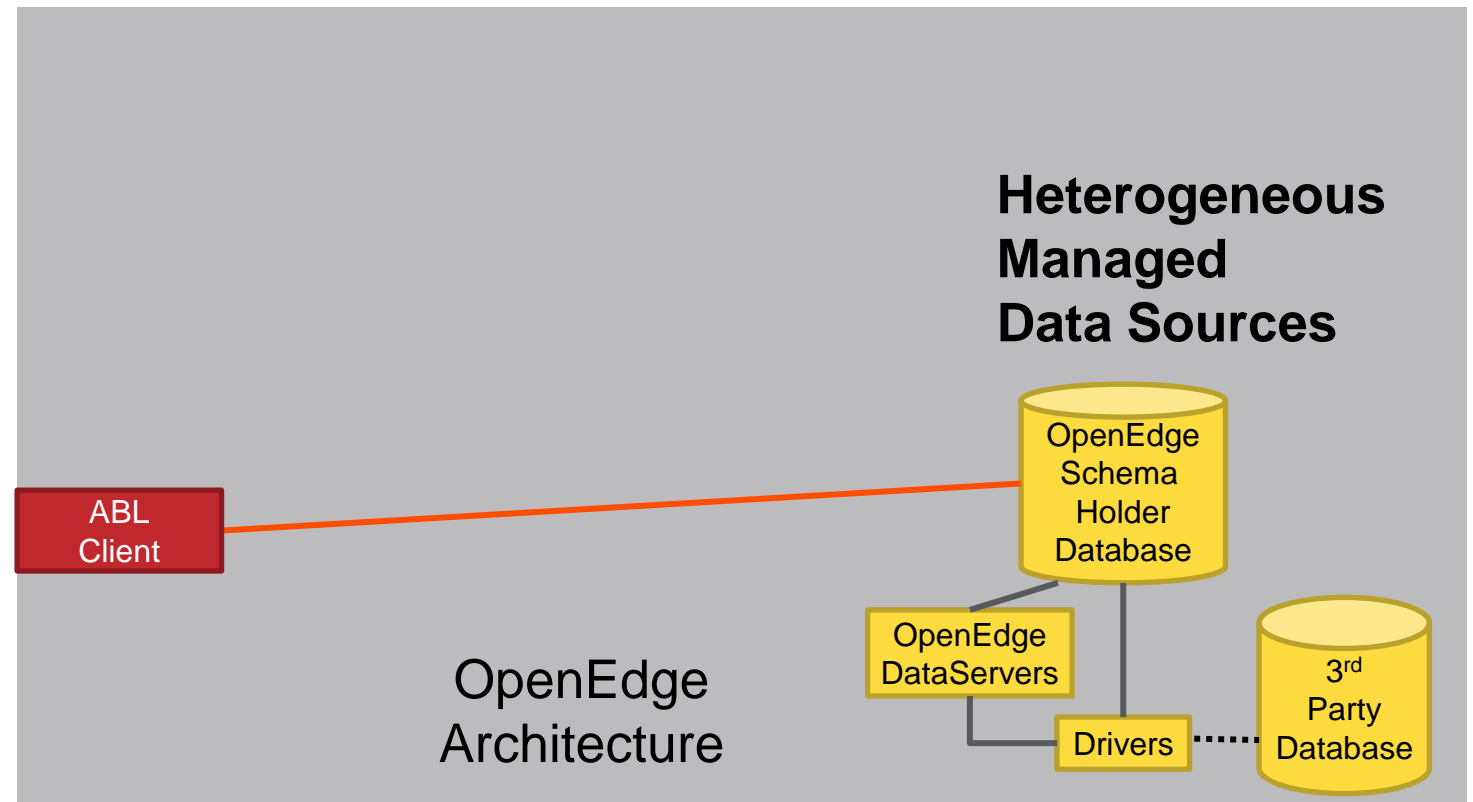 Heterogeneous
Managed
Data Sources
OpenEdge
Schema
Holder
Database
ABL
Client
OpenEdge
DataServers
OpenEdge
Architecture
Drivers
3rd
Party
Database